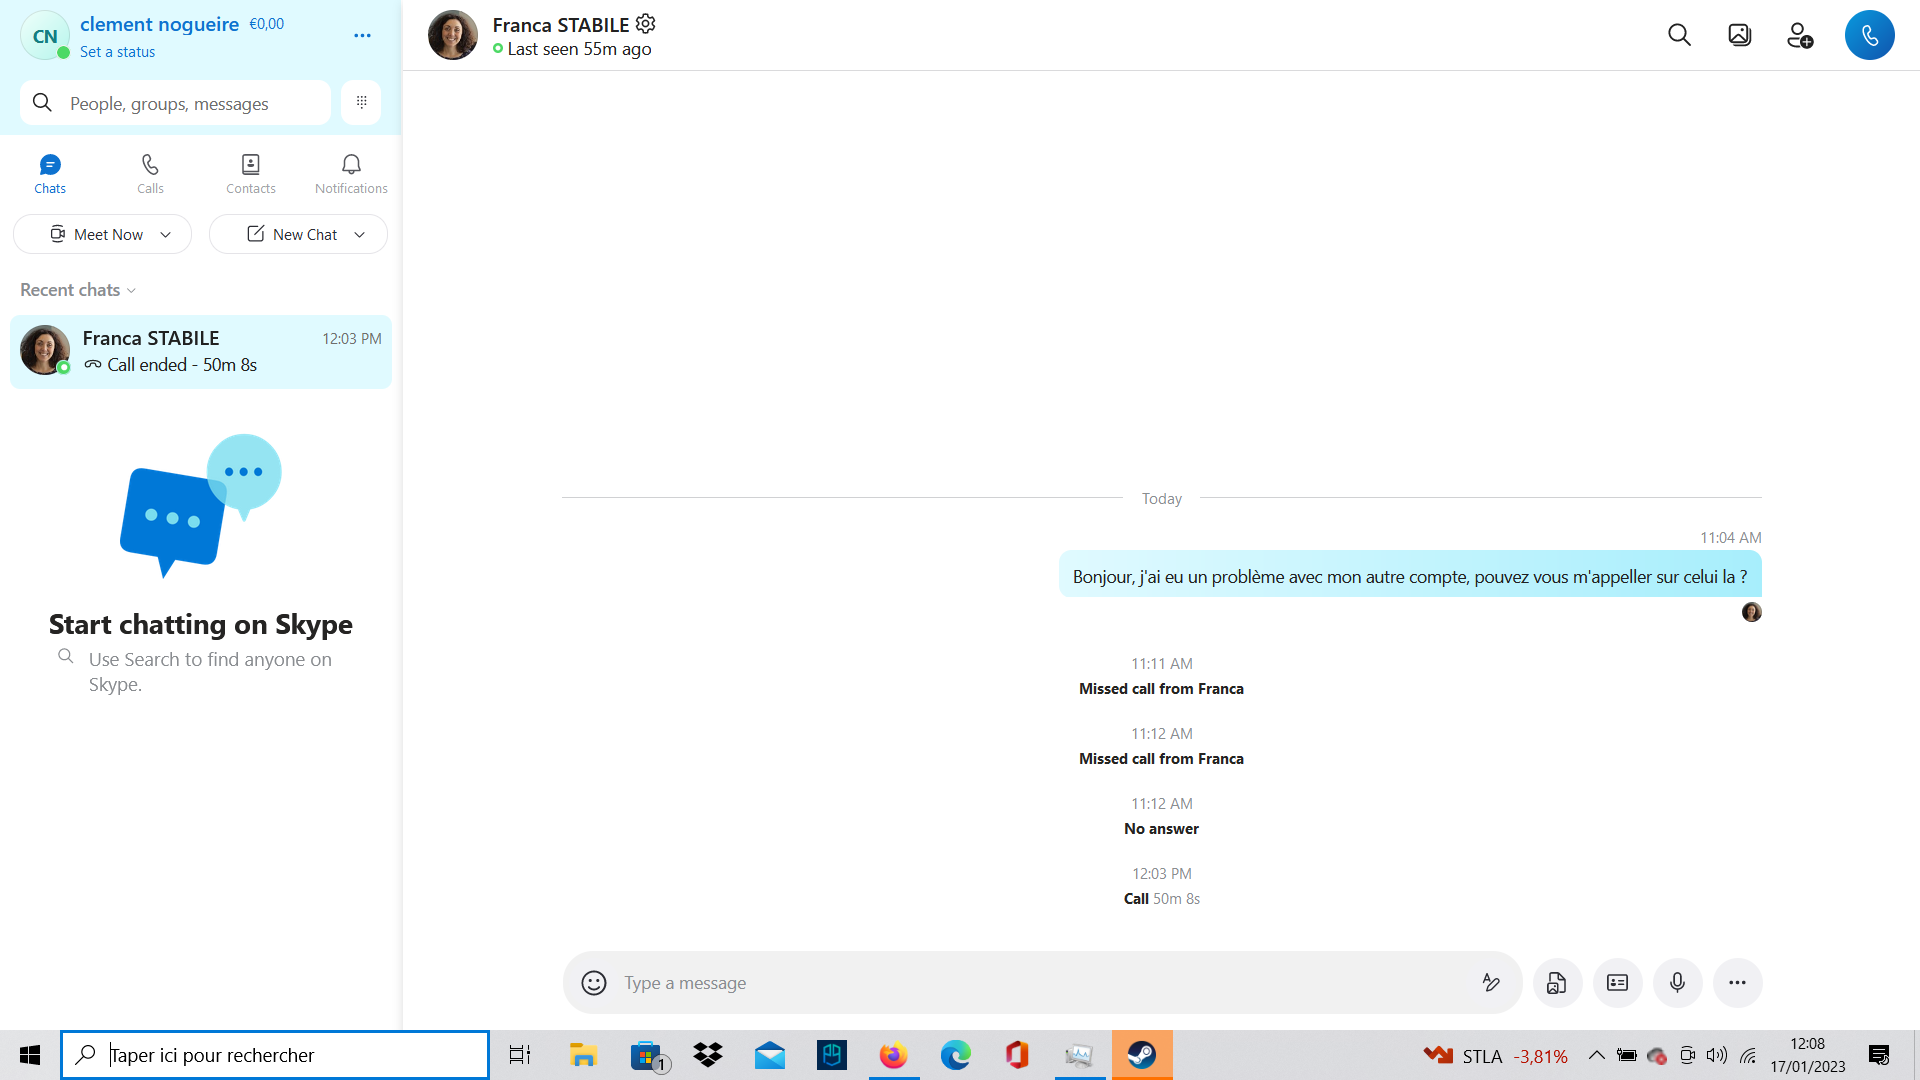 CN
clement nogueire €0,00
Set a status
People, groups, messages
Chats
Calls
Contacts
Notifications
Meet Now
New Chat
Recent chats
Franca STABILE 12:03 PM
Call ended - 50m 8s
Start chatting on Skype
Use Search to find anyone on
Skype.
Franca STABILE
Last seen 55m ago
Today
11:04 AM
Bonjour, j'ai eu un problème avec mon autre compte, pouvez vous m'appeller sur celui la ?
11:11 AM
Missed call from Franca
11:12 AM
Missed call from Franca
11:12 AM
No answer
12:03 PM
Call 50m 8s
Type a message
Taper ici pour rechercher
1
STLA -3,81%
12:08
17/01/2023